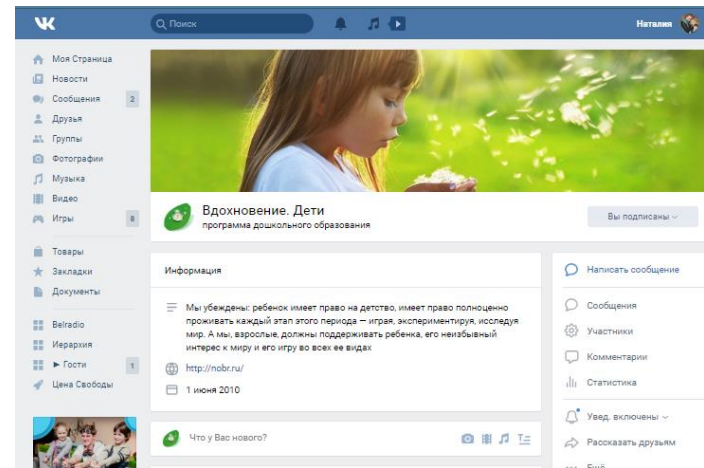 Поиск
Наталия
Моя Страница
Новости
Сообщения 2
Друзья
Группы
Фотографии
Музыка
Видео
Игры 8
Товары
Закладки
Документы
Belradio
Иерархия
► Гости 1
Цена Свободы
Вдохновение. Дети
программа дошкольного образования
Вы подписаны
Информация
Мы убеждены: ребенок имеет право на детство, имеет право полноценно
проживать каждый этап этого периода — играя, экспериментируя, исследуя
мир. А мы, взрослые, должны поддерживать ребенка, его неизбывный
интерес к миру и его игру во всех ее видах
http://nobr.ru/
1 июня 2010
Что у Вас нового?
Написать сообщение
Сообщения
Участники
Комментарии
Статистика
Увед. включены
Рассказать друзьям
Ещё